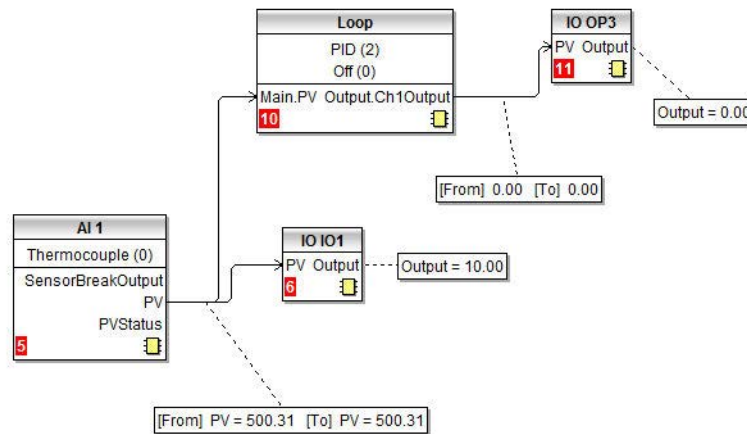 Loop
PID (2)
Off (0)
Main.PV Output.Ch1Output
10
IO OP3
PV Output
11
Output = 0.00
[From] 0.00 [To] 0.00
AI 1
Thermocouple (0)
SensorBreakOutput
PV
PVStatus
5
IO IO1
PV Output
6
Output = 10.00
[From] PV = 500.31 [To] PV = 500.31